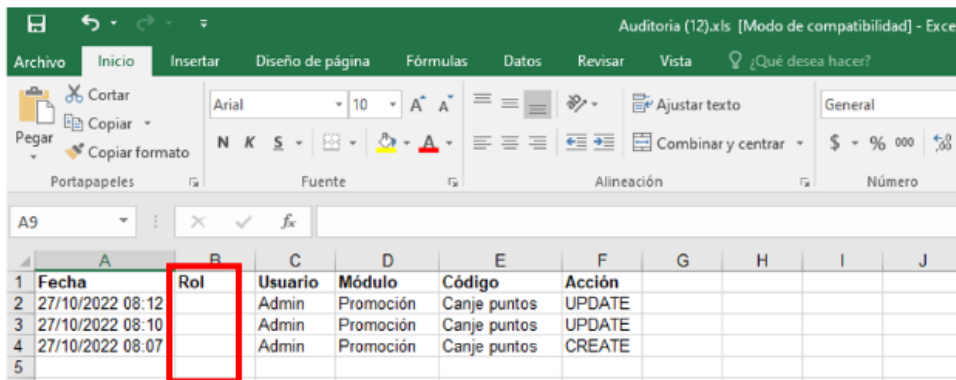 Auditoria (12).xls [Modo de compatibilidad] - Exce
Archivo Inicio Insertar Diseño de página Fórmulas Datos Revisar Vista ¿Qué desea hacer?
Cortar
Copiar
Copiar formato
Pegar
Arial 10 A A
N K S A
Ajustar texto
Combinar y centrar
General
$ % 000
Portapapeles Fuente Alineación Número
A9 fx
A B C D E F G H I J
1 Fecha Rol Usuario Módulo Código Acción
2 27/10/2022 08:12 Admin Promoción Canje puntos UPDATE
3 27/10/2022 08:10 Admin Promoción Canje puntos UPDATE
4 27/10/2022 08:07 Admin Promoción Canje puntos CREATE
5